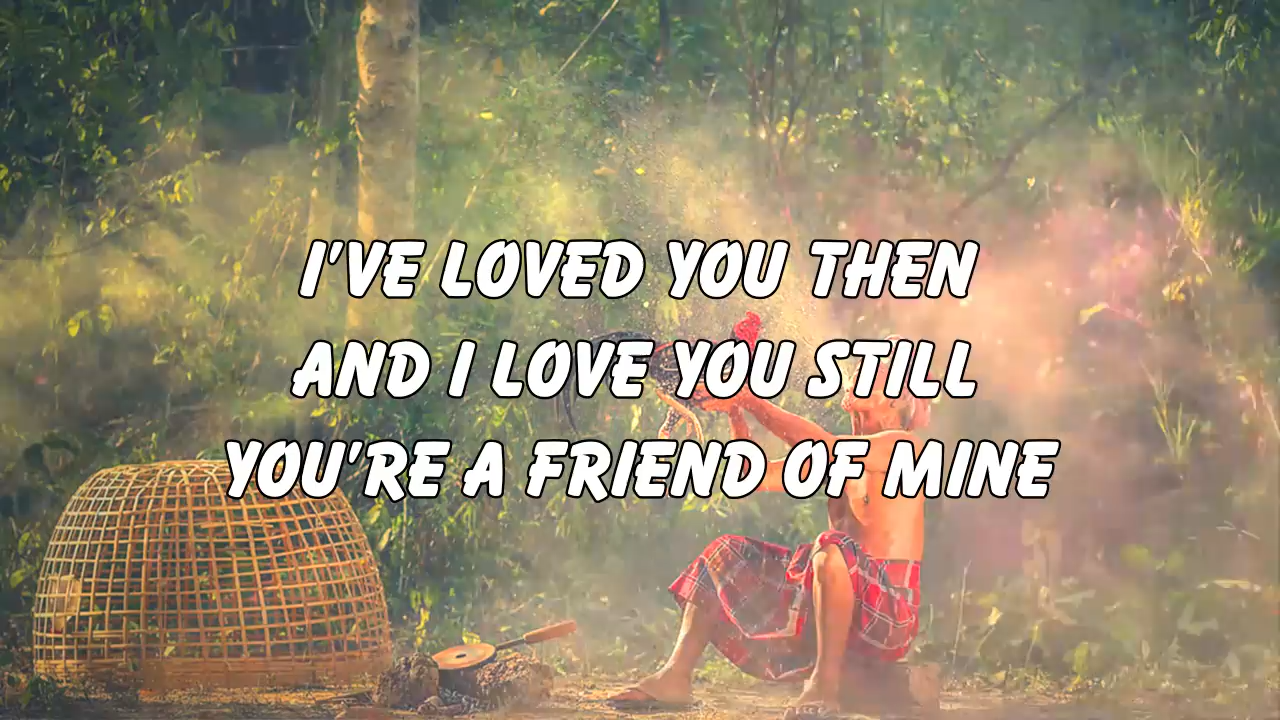 I'VE LOVED YOU THEN
AND I LOVE YOU STILL
YOU'RE A FRIEND OF MINE